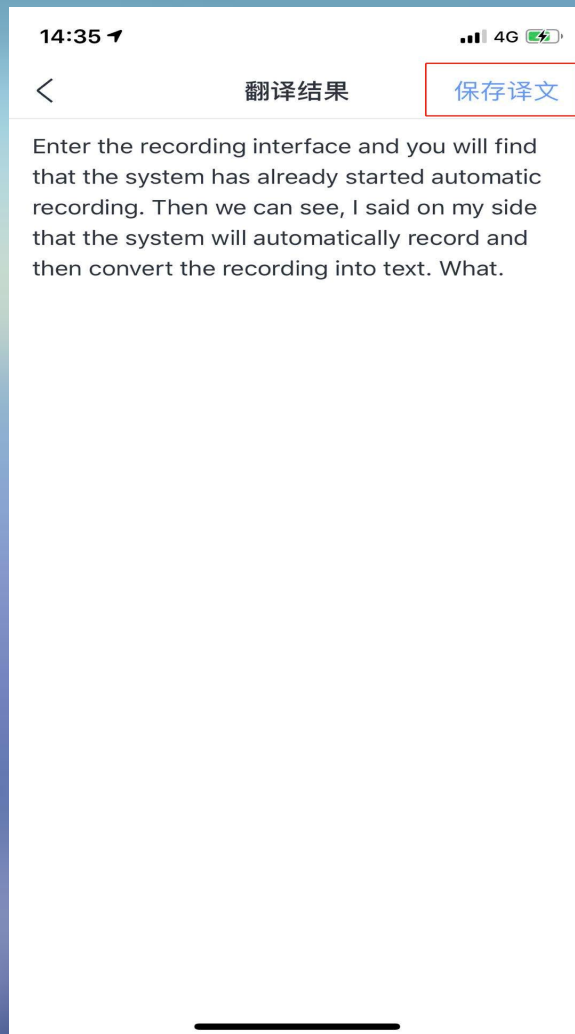 14:35
4G
翻译结果
保存译文
Enter the recording interface and you will find
that the system has already started automatic
recording. Then we can see, I said on my side
that the system will automatically record and
then convert the recording into text. What.